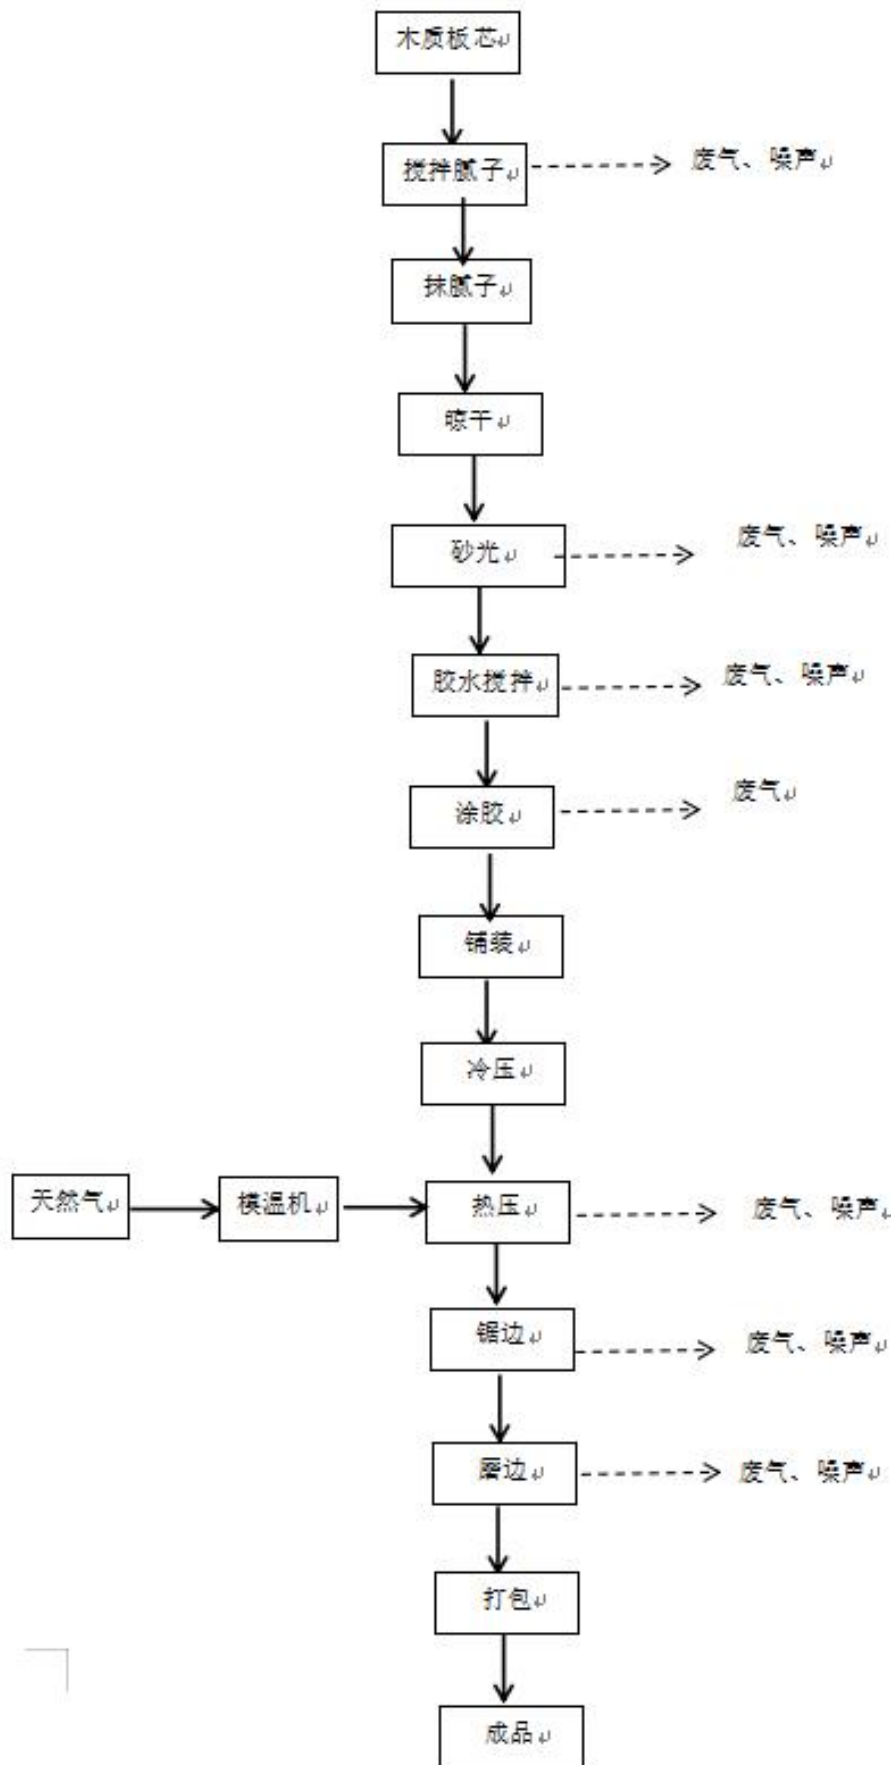 木质板芯
搅拌腻子
废气、噪声
抹腻子
晾干
砂光
废气、噪声
胶水搅拌
废气、噪声
涂胶
废气
铺装
冷压
天然气
模温机
热压
废气、噪声
锯边
废气、噪声
磨边
废气、噪声
打包
成品